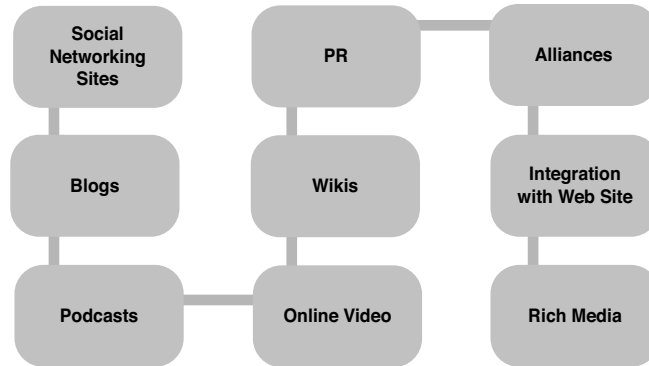 Social
Networking
Sites
PR
Alliances
Blogs
Wikis
Integration
with Web Site
Podcasts
Online Video
Rich Media